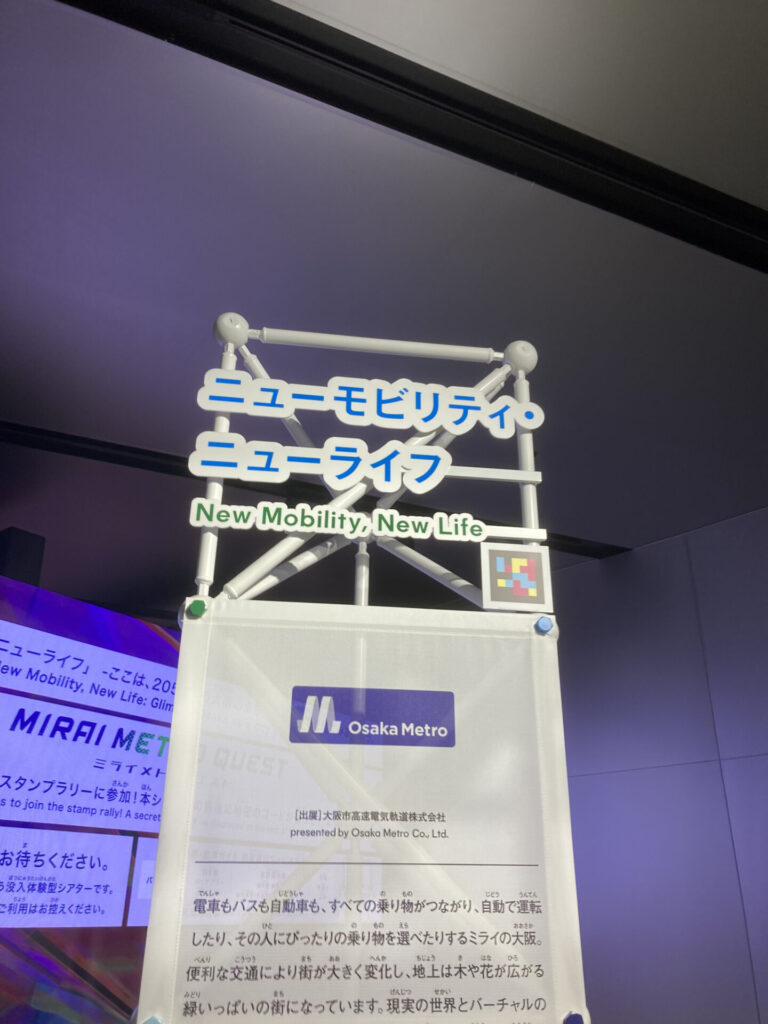 ニューモビリティ・
ニューライフ
New Mobility, New Life
Osaka Metro
[出展]大阪市高速電気軌道株式会社
presented by Osaka Metro Co., Ltd.
電車もバスも自動車も、すべての乗り物がつながり、自動で運転
したり、その人にぴったりの乗り物を選べたりするミライの大阪。
便利な交通により街が大きく変化し、地上は木や花が広がる
緑いっぱいの街になっています。現実の世界とバーチャルの
ニューライフ」 -ここは、205
New Mobility, New Life: Glim
MIRAI METRO QUEST
ミライメト
スタンプラリーに参加!本シ
s to join the stamp rally! A secret
お待ちください。
う没入体験型シアターです。
ご利用はお控えください。